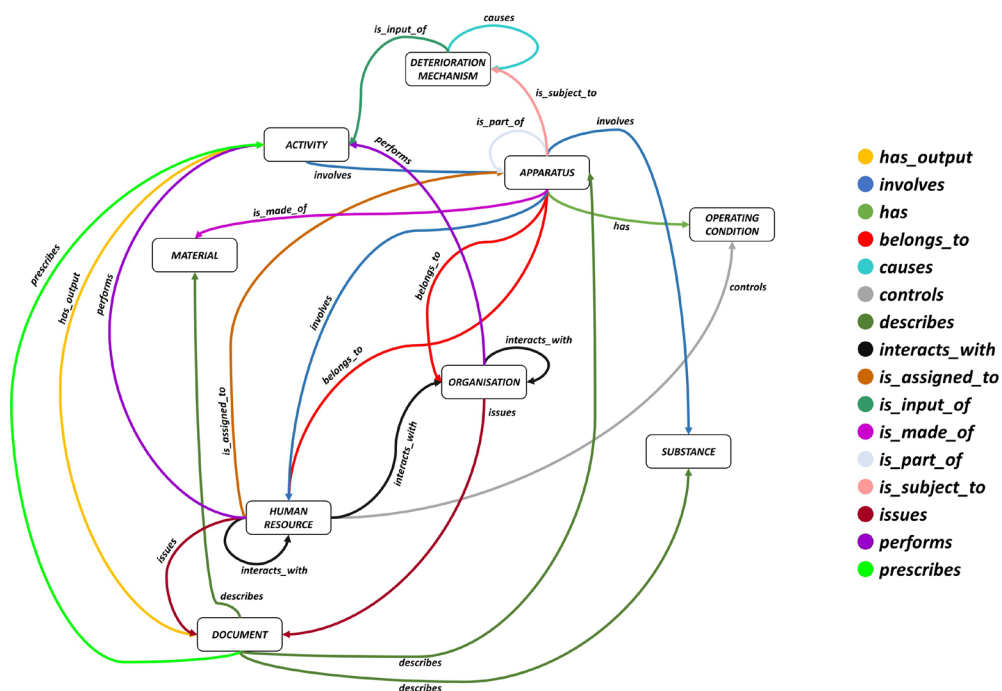 causes
is_input_of
DETERIORATION
MECHANISM
is_subject_to
is_part_of
involves
performs
ACTIVITY
involves
APPARATUS
has_output
involves
has
belongs_to
causes
controls
describes
interacts_with
is_assigned_to
is_input_of
is_made_of
is_part_of
is_subject_to
issues
performs
prescribes
is_made_of
has
OPERATING
CONDITION
MATERIAL
prescribes
has_output
performs
belongs_to
controls
involves
interacts_with
belongs_to
ORGANISATION
issues
is_assigned_to
interacts_with
SUBSTANCE
HUMAN
RESOURCE
issues
interacts_with
describes
DOCUMENT
describes
describes